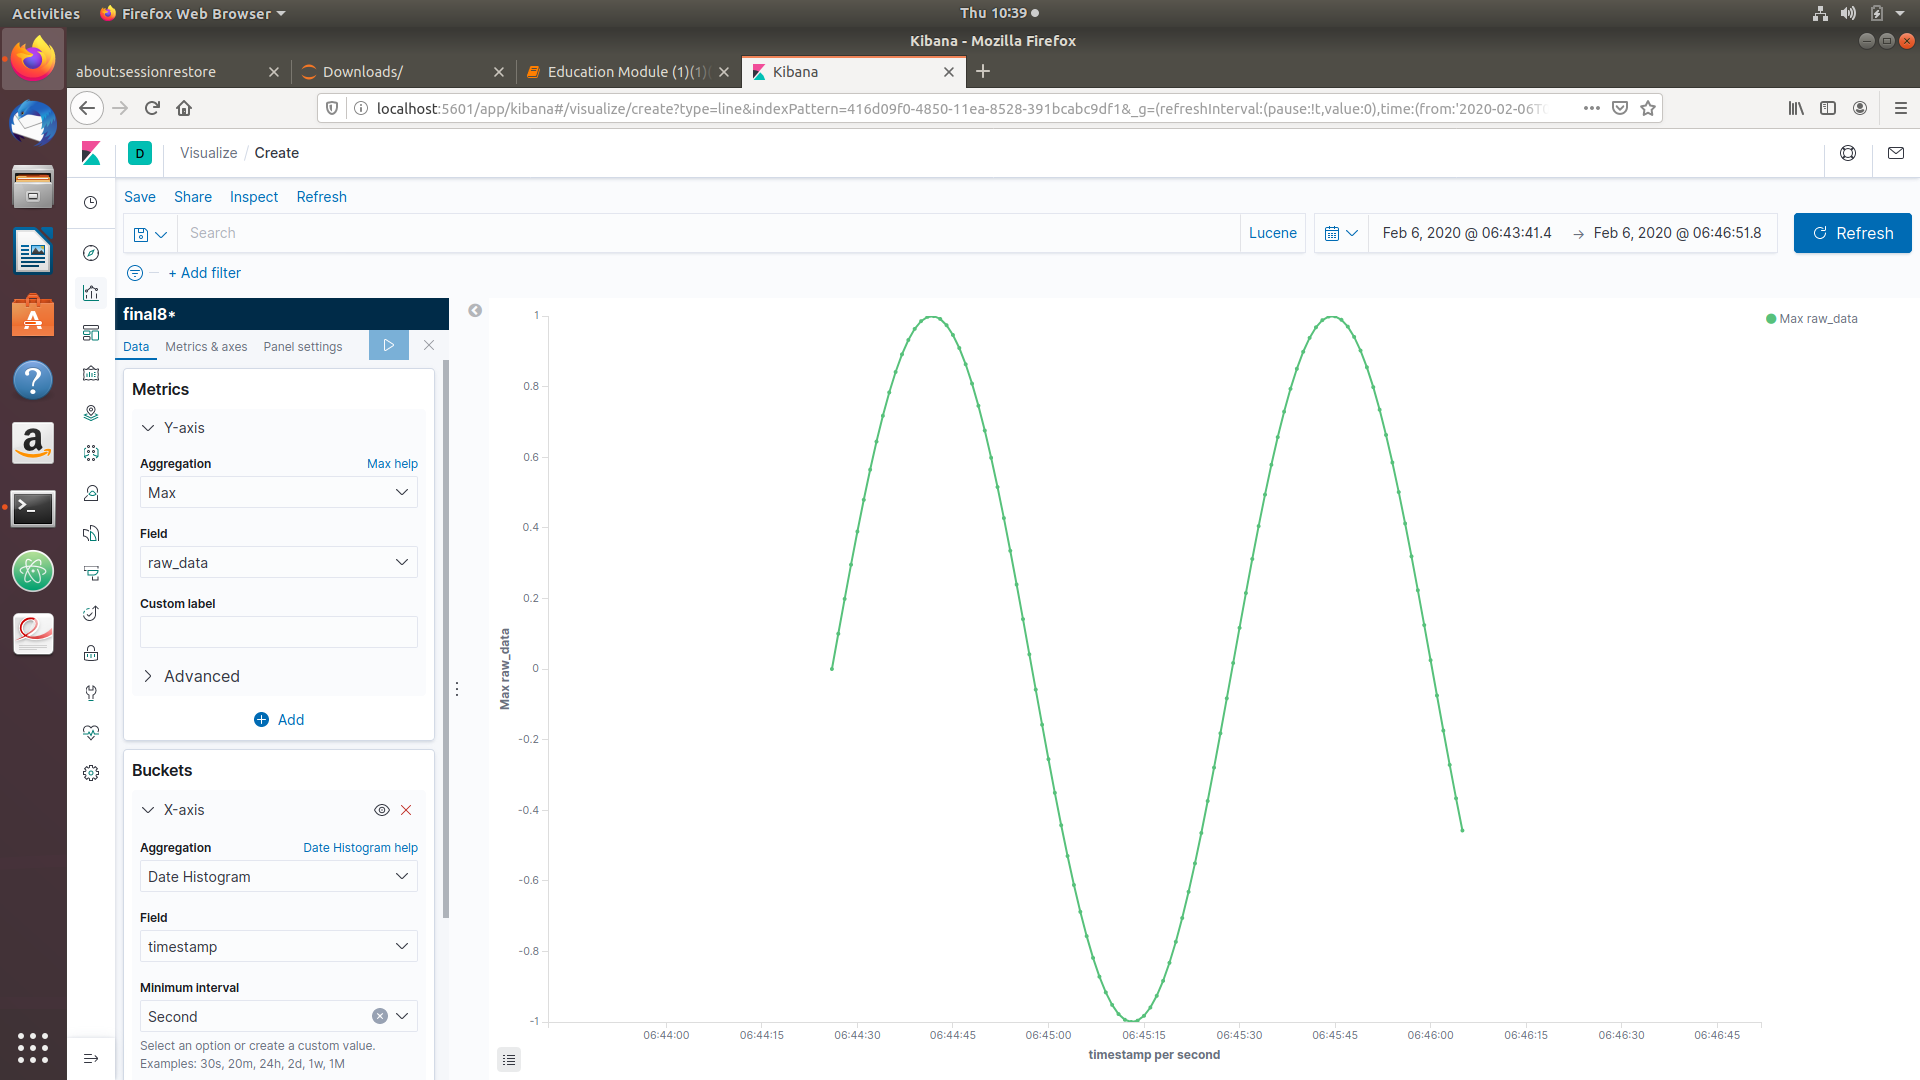 Activities
Firefox Web Browser
Thu 10:39
Kibana - Mozilla Firefox
about:sessionrestore
Downloads/
Education Module (1)(1)(
Kibana
localhost:5601/app/kibana#/visualize/create?type=line&indexPattern=416d09f0-4850-11ea-8528-391bcabc9df1&_g=(refreshInterval:(pause:!t,value:0),time:(from:'2020-02-06T
D
Visualize / Create
Save
Share
Inspect
Refresh
Search
Lucene
Feb 6, 2020 @ 06:43:41.4 → Feb 6, 2020 @ 06:46:51.8
Refresh
+ Add filter
final8*
Data
Metrics & axes
Panel settings
Metrics
Y-axis
Aggregation
Max help
Max
Field
raw_data
Custom label
Advanced
Add
Buckets
X-axis
Aggregation
Date Histogram help
Date Histogram
Field
timestamp
Minimum interval
Second
Select an option or create a custom value.
Examples: 30s, 20m, 24h, 2d, 1w, 1M
Max raw_data
1
0.8
0.6
0.4
0.2
0
-0.2
-0.4
-0.6
-0.8
-1
Max raw_data
06:44:00
06:44:15
06:44:30
06:44:45
06:45:00
06:45:15
06:45:30
06:45:45
06:46:00
06:46:15
06:46:30
06:46:45
timestamp per second